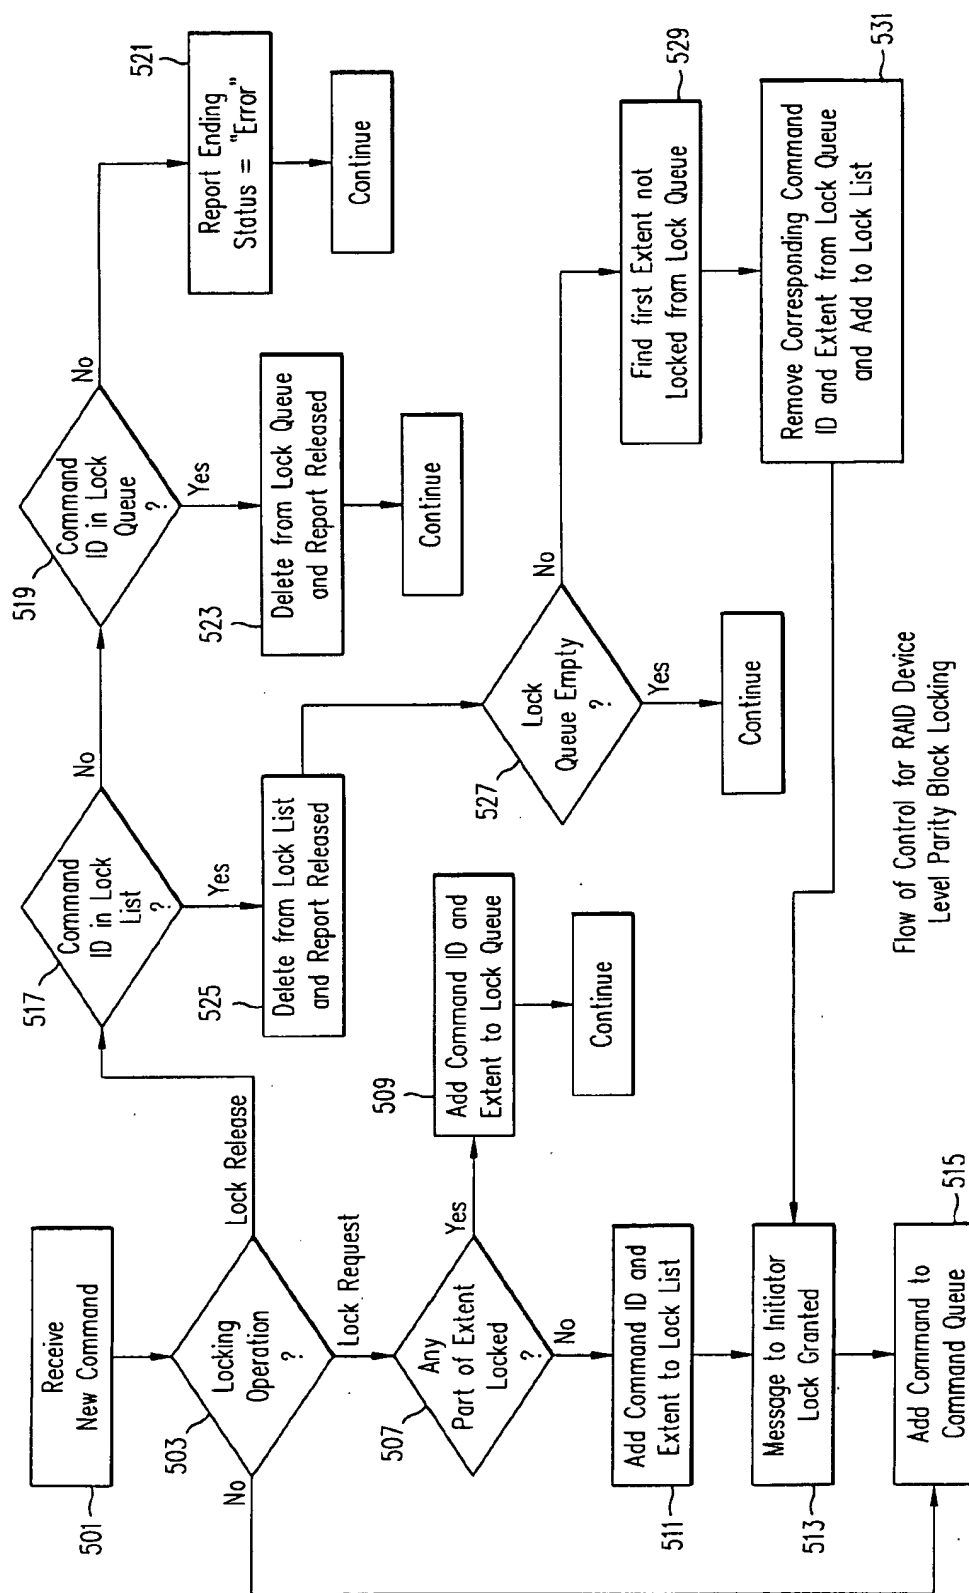 Receive
New Command
501
Locking
Operation
?
503
No
Lock Release
Lock Request
Any
Part of Extent
Locked
?
507
Yes
No
Add Command ID and
Extent to Lock Queue
509
Continue
Add Command ID and
Extent to Lock List
511
Message to Initiator
Lock Granted
513
Add Command to
Command Queue
515
Command
ID in Lock
List
?
517
No
Yes
Delete from Lock List
and Report Released
525
Command
ID in Lock
Queue
?
519
No
Yes
Delete from Lock Queue
and Report Released
523
Continue
Report Ending
Status = "Error"
521
Continue
Lock
Queue Empty
?
527
No
Yes
Continue
Find first Extent not
Locked from Lock Queue
529
Remove Corresponding Command
ID and Extent from Lock Queue
and Add to Lock List
531
Flow of Control for RAID Device
Level Parity Block Locking